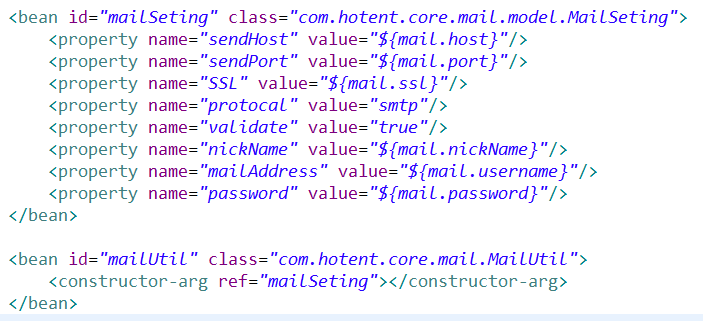 <bean id="mailSeting" class="com.hotent.core.mail.model.MailSeting">
    <property name="sendHost" value="${mail.host}"/>
    <property name="sendPort" value="${mail.port}"/>
    <property name="SSL" value="${mail.ssl}"/>
    <property name="protocal" value="smtp"/>
    <property name="validate" value="true"/>
    <property name="nickName" value="${mail.nickName}"/>
    <property name="mailAddress" value="${mail.username}"/>
    <property name="password" value="${mail.password}"/>
</bean>

<bean id="mailUtil" class="com.hotent.core.mail.MailUtil">
    <constructor-arg ref="mailSeting"></constructor-arg>
</bean>